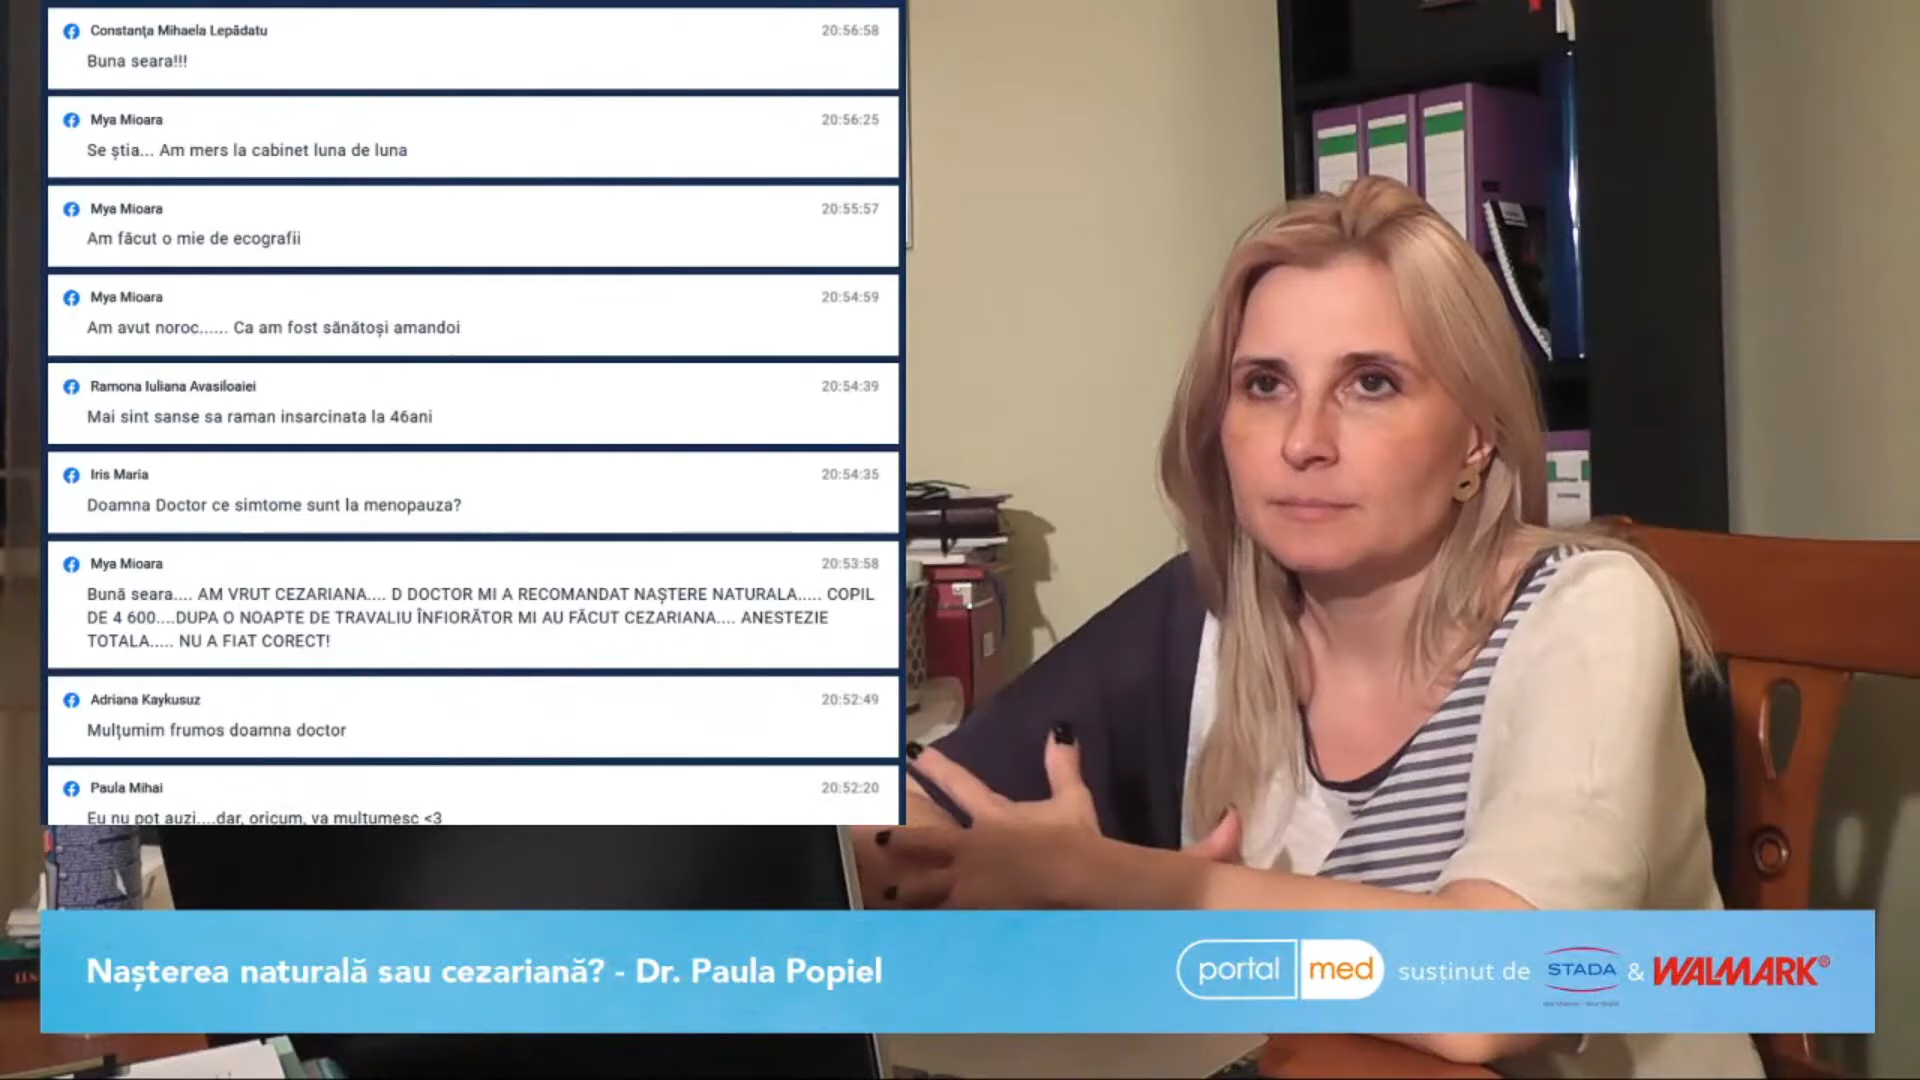 Constanța Mihaela Lepădatu 20:56:58
Buna seara!!!
Mya Mioara 20:56:25
Se știa... Am mers la cabinet luna de luna
Mya Mioara 20:55:57
Am făcut o mie de ecografii
Mya Mioara 20:54:59
Am avut noroc...... Ca am fost sănătoși amandoi
Ramona Iuliana Avasiloaiei 20:54:39
Mai sint sanse sa raman insarcinata la 46ani
Iris Maria 20:54:35
Doamna Doctor ce simtome sunt la menopauza?
Mya Mioara 20:53:58
Bună seara.... AM VRUT CEZARIANA.... D DOCTOR MI A RECOMANDAT NAȘTERE NATURALA..... COPIL
DE 4 600....DUPA O NOAPTE DE TRAVALIU ÎNFIORĂTOR MI AU FĂCUT CEZARIANA.... ANESTEZIE
TOTALA..... NU A FIAT CORECT!
Adriana Kaykusuz 20:52:49
Mulțumim frumos doamna doctor
Paula Mihai 20:52:20
Eu nu pot auzi....dar, oricum, va multumesc <3
Nașterea naturală sau cezariană? - Dr. Paula Popiel
portal med susținut de STADA & WALMARK®